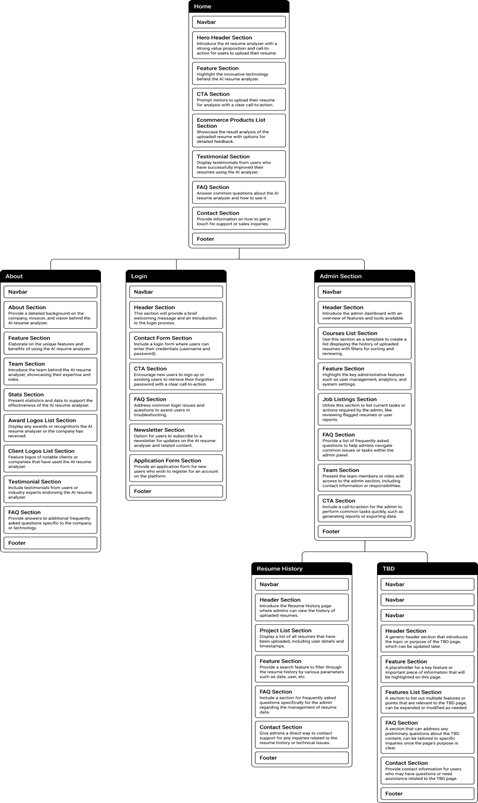 Home
Navbar
Hero Header Section
Introduce the AI resume analyzer with a
strong value proposition and call-to-
action for users to upload their resume.
Feature Section
Highlight the innovative technology
behind the AI resume analyzer.
CTA Section
Prompt visitors to upload their resume
for analysis with a clear call-to-action.
Ecommerce Products List
Section
Showcase the result analysis of the
uploaded resume with options for
detailed feedback.
Testimonial Section
Display testimonials from users who
have successfully improved their
resumes using the AI analyzer.
FAQ Section
Answer common questions about the AI
resume analyzer and how to use it.
Contact Section
Provide information on how to get in
touch for support or sales inquiries.
Footer
About
Navbar
About Section
Provide a detailed background on the
company, mission, and vision behind the
AI resume analyzer.
Feature Section
Elaborate on the unique features and
benefits of using the AI resume analyzer.
Team Section
Introduce the team behind the AI resume
analyzer, showcasing their expertise and
roles.
Stats Section
Present statistics and data to support
the effectiveness of the AI resume analyzer.
Award Logos List Section
Display any awards or recognitions the AI
resume analyzer or the company has
received.
Client Logos List Section
Feature logos of notable clients or
companies that have used the AI resume
analyzer
Testimonial Section
Include testimonials from users or
industry experts endorsing the AI resume
analyzer.
FAQ Section
Provide answers to additional frequently
asked questions specific to the company
or technology.
Footer
Login
Navbar
Header Section
This section will provide a brief
welcoming message and an introduction
to the login process.
Contact Form Section
Include a login form where users can
enter their credentials (username and
password).
CTA Section
Encourage new users to sign-up or
existing users to retrieve their forgotten
password with a clear call to action.
FAQ Section
Address common login issues and
questions to assist users in
troubleshooting.
Newsletter Section
Option for users to subscribe to a
newsletter for updates on the AI resume
analyzer and related content.
Application Form Section
Provide an application form for new
users who wish to register for an account
on the platform.
Footer
Admin Section
Navbar
Header Section
Introduce the admin dashboard with an
overview of features and tools available.
Courses List Section
Use this section as a template to create a
list displaying the history of uploaded
resumes with filters for sorting and
reviewing.
Feature Section
Highlight the key administrative features
such as user management, analytics, and
system settings.
Job Listings Section
Utilize this section to list current tasks or
actions required by the admin, like
reviewing flagged resumes or user
reports.
FAQ Section
Provide a list of frequently asked
questions to help admins navigate
common issues or tasks within the
admin panel.
Team Section
Present the team members or roles with
access to the admin section, including
contact information or responsibilities.
CTA Section
Include a call-to-action for the admin to
perform common tasks quickly, such as
generating reports or exporting data.
Footer
Resume History
Navbar
Header Section
Introduce the Resume History page
where admins can view the history of
uploaded resumes.
Project List Section
Display a list of all resumes that have
been uploaded, including user details and
timestamps.
Feature Section
Provide a search feature to filter through
the resume history by various parameters
such as date, user, etc.
FAQ Section
Include a section for frequently asked
questions specifically for the admin
regarding the management of resume
data.
Contact Section
Give admins a direct way to contact
support for any inquiries related to the
resume history or technical issues.
Footer
TBD
Navbar
Navbar
Navbar
Header Section
A generic header section that introduces
the topic or purpose of the TBD page,
which can be updated later.
Feature Section
A placeholder for a key feature or
important piece of information that will
be highlighted on this page.
Features List Section
A section to list out multiple features or
points that are relevant to the TBD page,
can be expanded or modified as needed.
FAQ Section
A section that can address any
preliminary questions about the TBD
content, can be tailored to specific
inquiries once the page's purpose is
clear.
Contact Section
Provide contact information for users
who may have questions or need
assistance related to the TBD page.
Footer